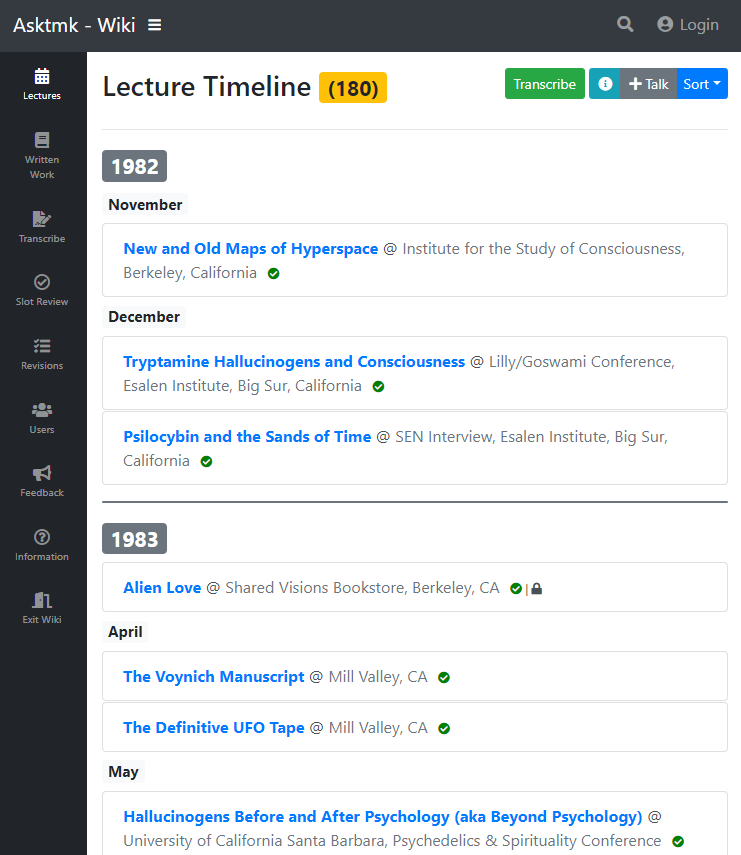 Asktmk - Wiki
Login
Lectures
Written
Work
Transcribe
Slot Review
Revisions
Users
Feedback
Information
Exit Wiki
Lecture Timeline (180)
Transcribe
Talk
Sort
1982
November
New and Old Maps of Hyperspace @ Institute for the Study of Consciousness,
Berkeley, California
December
Tryptamine Hallucinogens and Consciousness @ Lilly/Goswami Conference,
Esalen Institute, Big Sur, California
Psilocybin and the Sands of Time @ SEN Interview, Esalen Institute, Big Sur,
California
1983
Alien Love @ Shared Visions Bookstore, Berkeley, CA |
April
The Voynich Manuscript @ Mill Valley, CA
The Definitive UFO Tape @ Mill Valley, CA
May
Hallucinogens Before and After Psychology (aka Beyond Psychology) @
University of California Santa Barbara, Psychedelics & Spirituality Conference